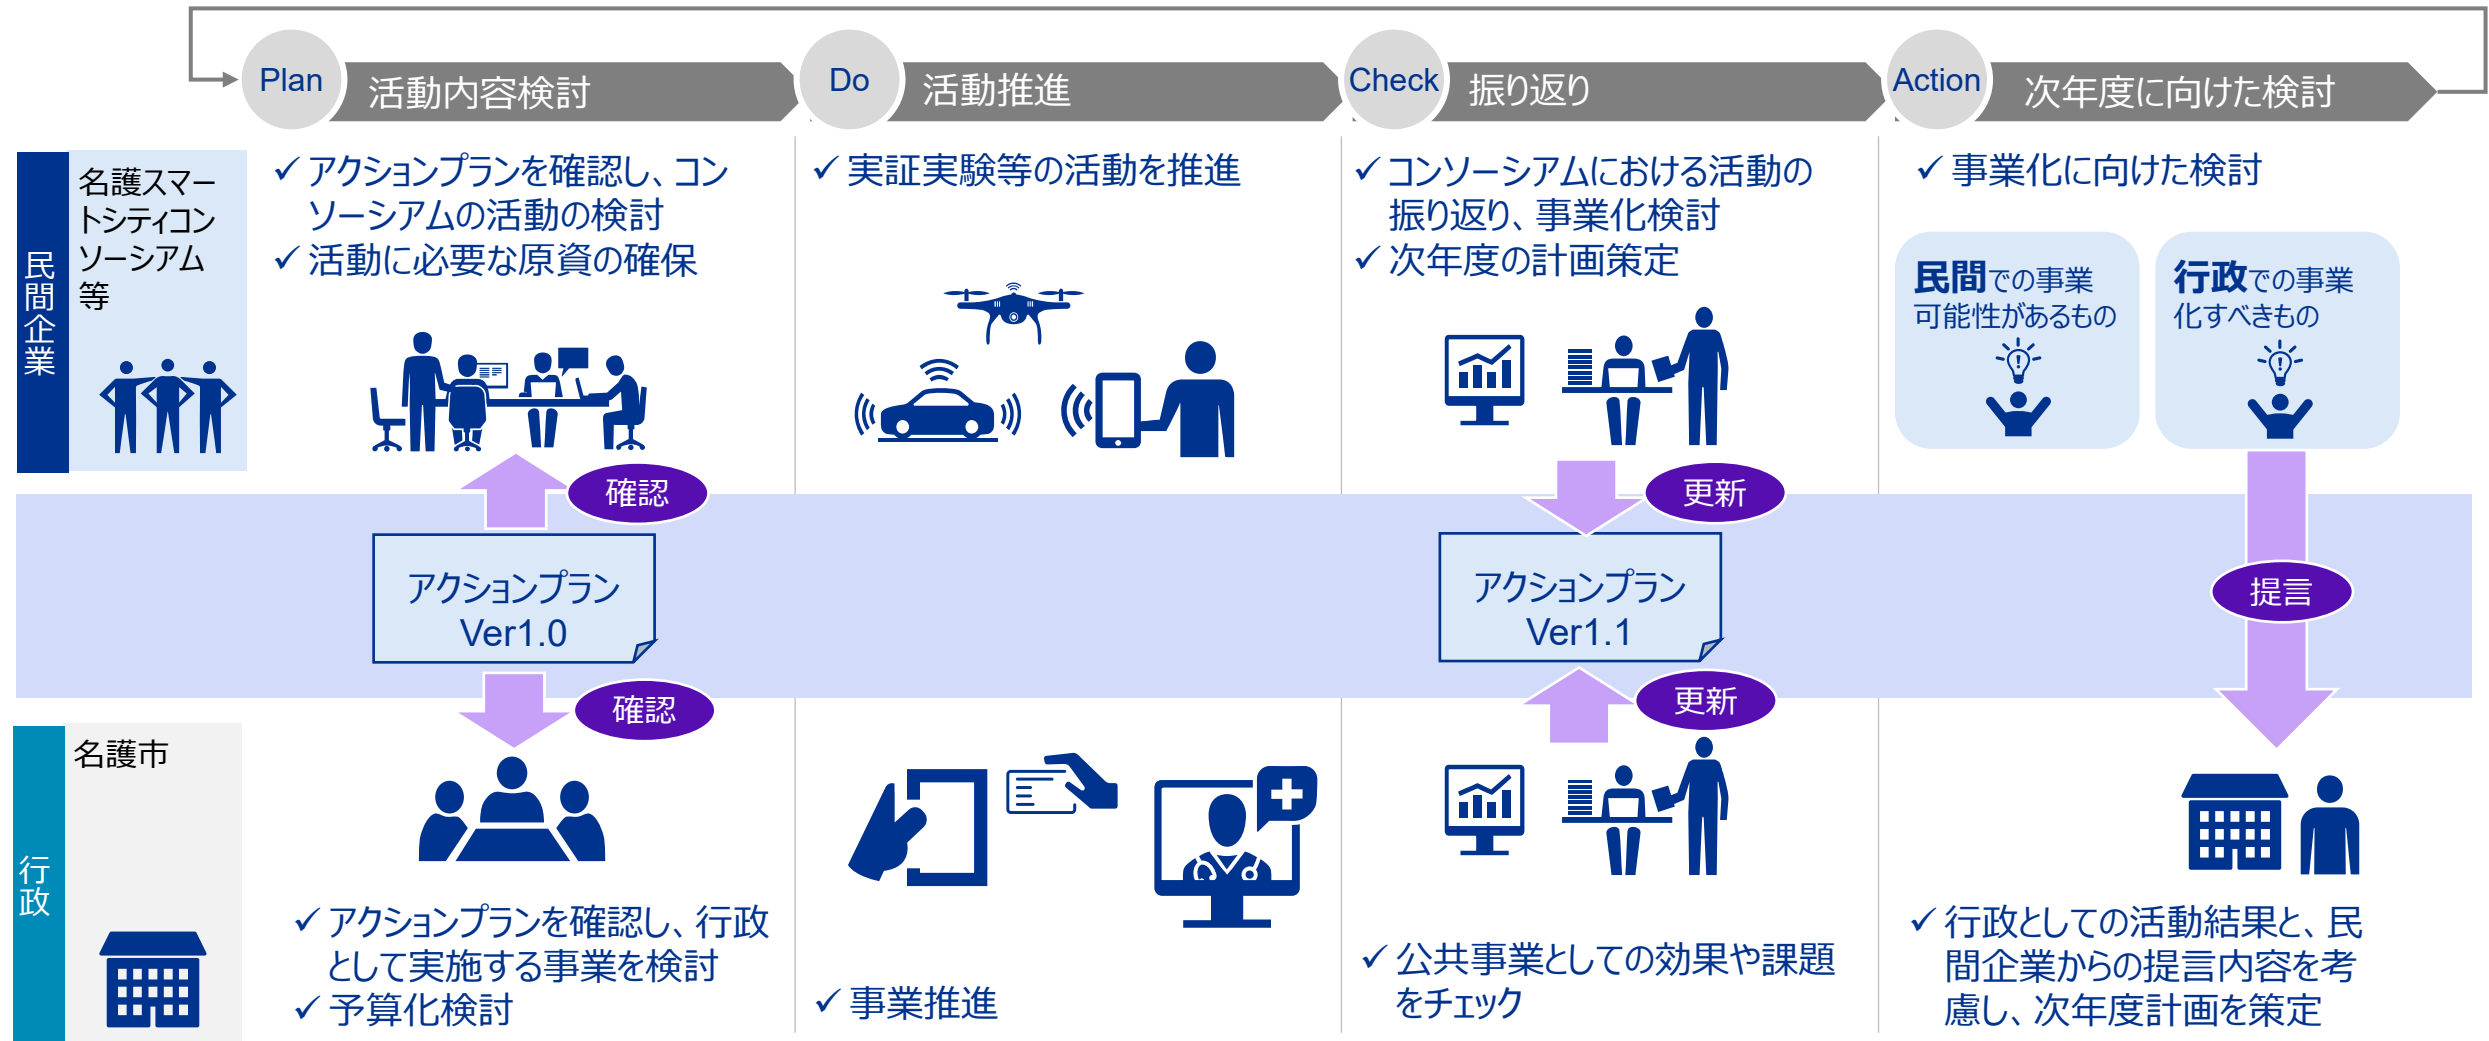 Plan
活動内容検討
Do
活動推進
Check
振り返り
Action
次年度に向けた検討
民間企業
名護スマー
トシティコン
ソーシアム
等
✓ アクションプランを確認し、コン
ソーシアムの活動の検討
✓ 活動に必要な原資の確保
✓ 実証実験等の活動を推進
✓ コンソーシアムにおける活動の
振り返り、事業化検討
✓ 次年度の計画策定
✓ 事業化に向けた検討
民間での事業
可能性があるもの
行政での事業
化すべきもの
確認
更新
アクションプラン
Ver1.0
アクションプラン
Ver1.1
提言
確認
更新
行政
名護市
✓ アクションプランを確認し、行政
として実施する事業を検討
✓ 予算化検討
✓ 事業推進
✓ 公共事業としての効果や課題
をチェック
✓ 行政としての活動結果と、民
間企業からの提言内容を考
慮し、次年度計画を策定